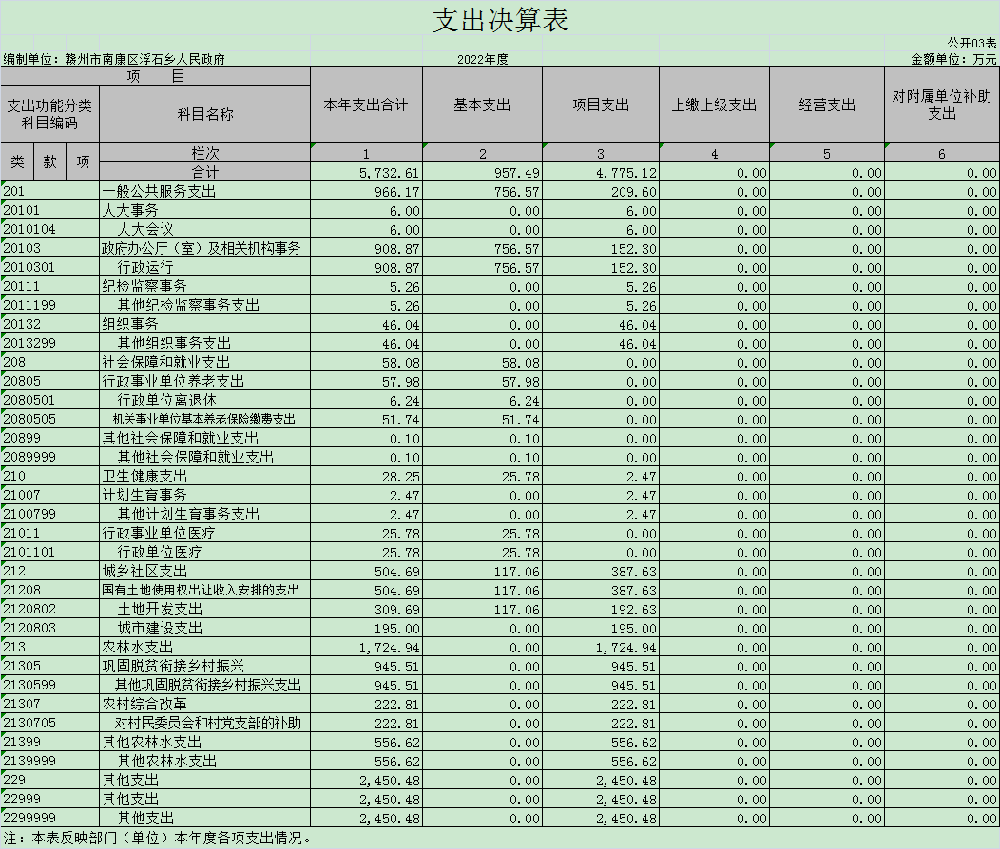 支出决算表
公开03表
编制单位：赣州市南康区浮石乡人民政府 2022年度 金额单位：万元
项 目 本年支出合计 基本支出 项目支出 上缴上级支出 经营支出 对附属单位补助支出
支出功能分类科目编码 科目名称
类 款 项 栏次 1 2 3 4 5 6
合计 5,732.61 957.49 4,775.12 0.00 0.00 0.00
201 一般公共服务支出 966.17 756.57 209.60 0.00 0.00 0.00
20101 人大事务 6.00 0.00 6.00 0.00 0.00 0.00
2010104 人大会议 6.00 0.00 6.00 0.00 0.00 0.00
20103 政府办公厅（室）及相关机构事务 908.87 756.57 152.30 0.00 0.00 0.00
2010301 行政运行 908.87 756.57 152.30 0.00 0.00 0.00
20111 纪检监察事务 5.26 0.00 5.26 0.00 0.00 0.00
2011199 其他纪检监察事务支出 5.26 0.00 5.26 0.00 0.00 0.00
20132 组织事务 46.04 0.00 46.04 0.00 0.00 0.00
2013299 其他组织事务支出 46.04 0.00 46.04 0.00 0.00 0.00
208 社会保障和就业支出 58.08 58.08 0.00 0.00 0.00 0.00
20805 行政事业单位养老支出 57.98 57.98 0.00 0.00 0.00 0.00
2080501 行政单位离退休 6.24 6.24 0.00 0.00 0.00 0.00
2080505 机关事业单位基本养老保险缴费支出 51.74 51.74 0.00 0.00 0.00 0.00
20899 其他社会保障和就业支出 0.10 0.10 0.00 0.00 0.00 0.00
2089999 其他社会保障和就业支出 0.10 0.10 0.00 0.00 0.00 0.00
210 卫生健康支出 28.25 25.78 2.47 0.00 0.00 0.00
21007 计划生育事务 2.47 0.00 2.47 0.00 0.00 0.00
2100799 其他计划生育事务支出 2.47 0.00 2.47 0.00 0.00 0.00
21011 行政事业单位医疗 25.78 25.78 0.00 0.00 0.00 0.00
2101101 行政单位医疗 25.78 25.78 0.00 0.00 0.00 0.00
212 城乡社区支出 504.69 117.06 387.63 0.00 0.00 0.00
21208 国有土地使用权出让收入安排的支出 504.69 117.06 387.63 0.00 0.00 0.00
2120802 土地开发支出 309.69 117.06 192.63 0.00 0.00 0.00
2120803 城市建设支出 195.00 0.00 195.00 0.00 0.00 0.00
213 农林水支出 1,724.94 0.00 1,724.94 0.00 0.00 0.00
21305 巩固脱贫衔接乡村振兴 945.51 0.00 945.51 0.00 0.00 0.00
2130599 其他巩固脱贫衔接乡村振兴支出 945.51 0.00 945.51 0.00 0.00 0.00
21307 农村综合改革 222.81 0.00 222.81 0.00 0.00 0.00
2130705 对村民委员会和村党支部的补助 222.81 0.00 222.81 0.00 0.00 0.00
21399 其他农林水支出 556.62 0.00 556.62 0.00 0.00 0.00
2139999 其他农林水支出 556.62 0.00 556.62 0.00 0.00 0.00
229 其他支出 2,450.48 0.00 2,450.48 0.00 0.00 0.00
22999 其他支出 2,450.48 0.00 2,450.48 0.00 0.00 0.00
2299999 其他支出 2,450.48 0.00 2,450.48 0.00 0.00 0.00
注：本表反映部门（单位）本年度各项支出情况。